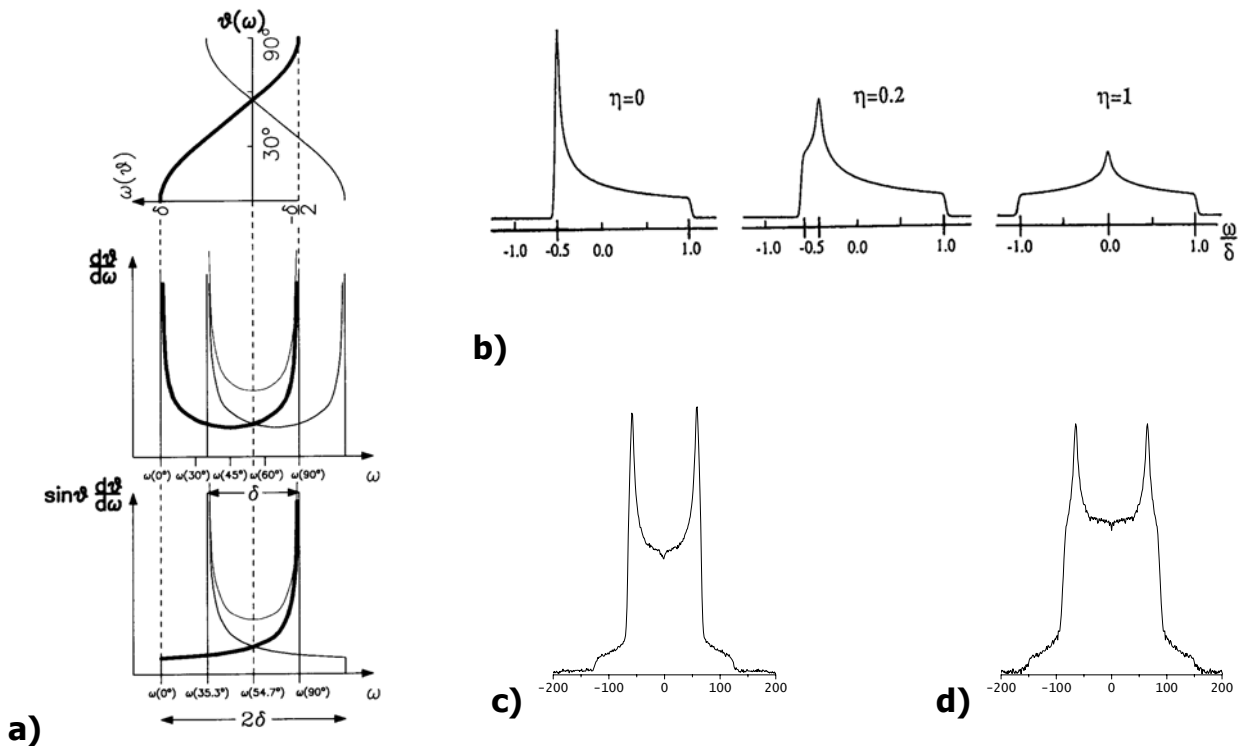 ϑ(ω)
90°
30°
ω(ϑ)
δ
-δ/2
dϑ/dω
ω(0°) ω(30°) ω(45°) ω(60°) ω(90°) ω
sinϑ dϑ/dω
δ
ω(0°) ω(35.3°) ω(54.7°) ω(90°) ω
2δ
a)
η=0 η=0.2 η=1
-1.0 -0.5 0.0 1.0 -1.0 -0.5 0.0 1.0 -1.0 0.0 1.0 ω/δ
b)
−200 −100 0 100 200
c)
−200 −100 0 100 200
d)